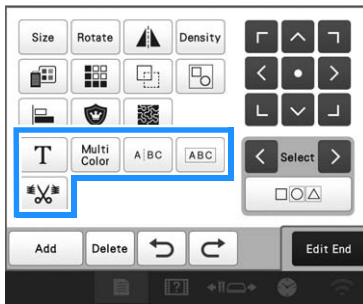 Size Rotate Density
T Multi Color A BC ABC
Select
Add Delete Edit End